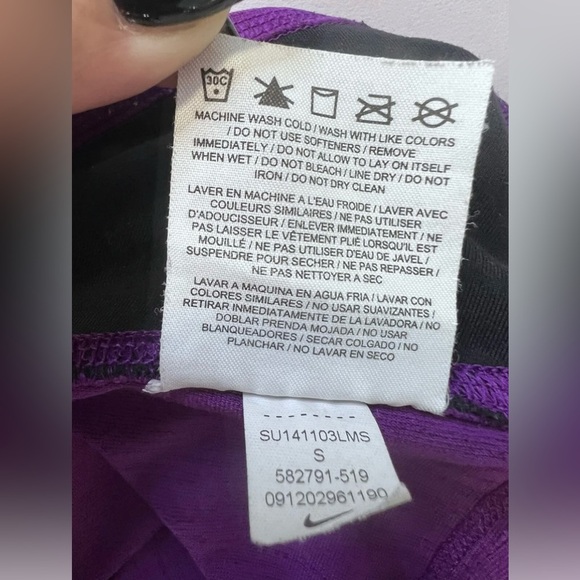 30C
MACHINE WASH COLD / WASH WITH LIKE COLORS
/ DO NOT USE SOFTENERS / REMOVE
IMMEDIATELY / DO NOT ALLOW TO LAY ON ITSELF
WHEN WET / DO NOT BLEACH / LINE DRY / DO NOT
IRON / DO NOT DRY CLEAN
LAVER EN MACHINE A L'EAU FROIDE / LAVER AVEC
COULEURS SIMILAIRES / NE PAS UTILISER
D'ADOUCISSEUR / ENLEVER IMMEDIATEMENT / NE
PAS LAISSER LE VÊTEMENT PLIÉ LORSQU'IL EST
MOUILLÉ / NE PAS UTILISER D'EAU DE JAVEL /
SUSPENDRE POUR SECHER / NE PAS REPASSER /
NE PAS NETTOYER A SEC
LAVAR A MAQUINA EN AGUA FRIA / LAVAR CON
COLORES SIMILARES / NO USAR SUAVIZANTES /
RETIRAR INMEDIATAMENTE DE LA LAVADORA / NO
DOBLAR PRENDA MOJADA / NO USAR
BLANQUEADORES / SECAR COLGADO / NO
PLANCHAR / NO LAVAR EN SECO
SU141103LMS
S
582791-519
091202961190